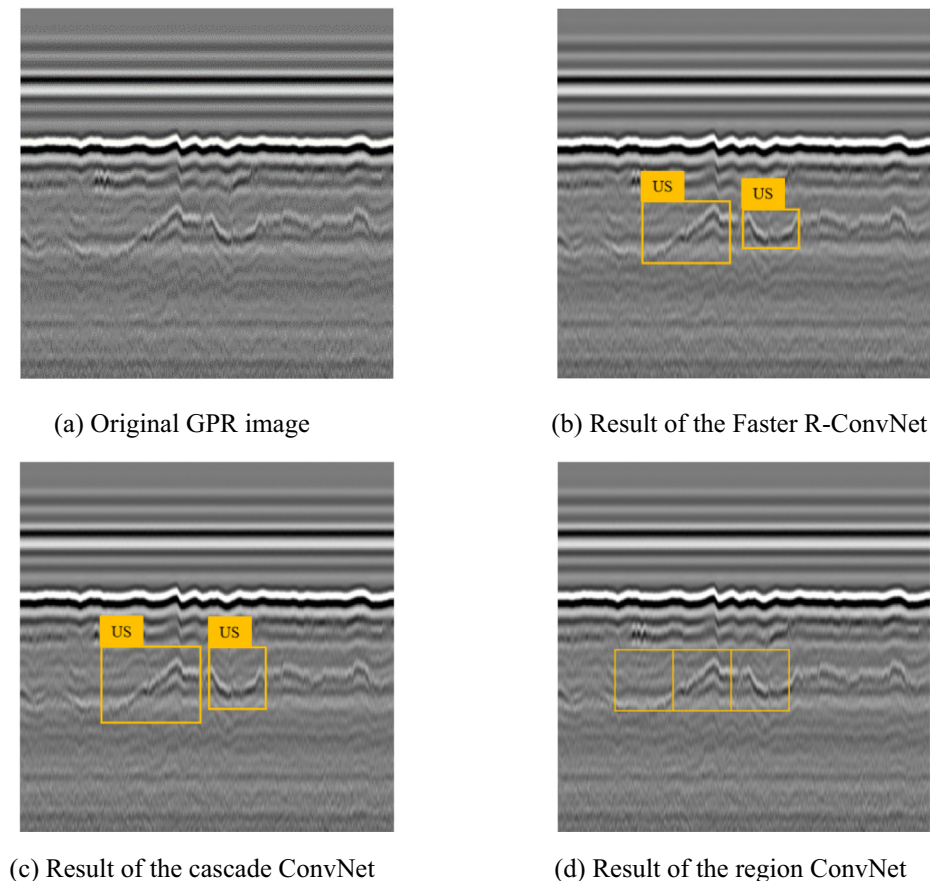 US
US
(a) Original GPR image
(b) Result of the Faster R-ConvNet
US
US
(c) Result of the cascade ConvNet
(d) Result of the region ConvNet